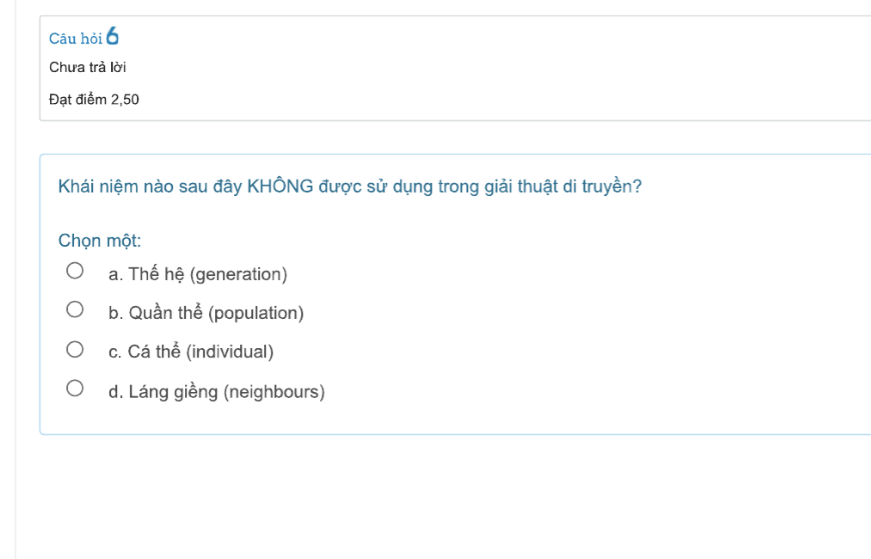 Câu hỏi 6
Chưa trả lời
Đạt điểm 2,50
Khái niệm nào sau đây KHÔNG được sử dụng trong giải thuật di truyền?
Chọn một:
a. Thế hệ (generation)
b. Quần thể (population)
c. Cá thể (individual)
d. Láng giềng (neighbours)